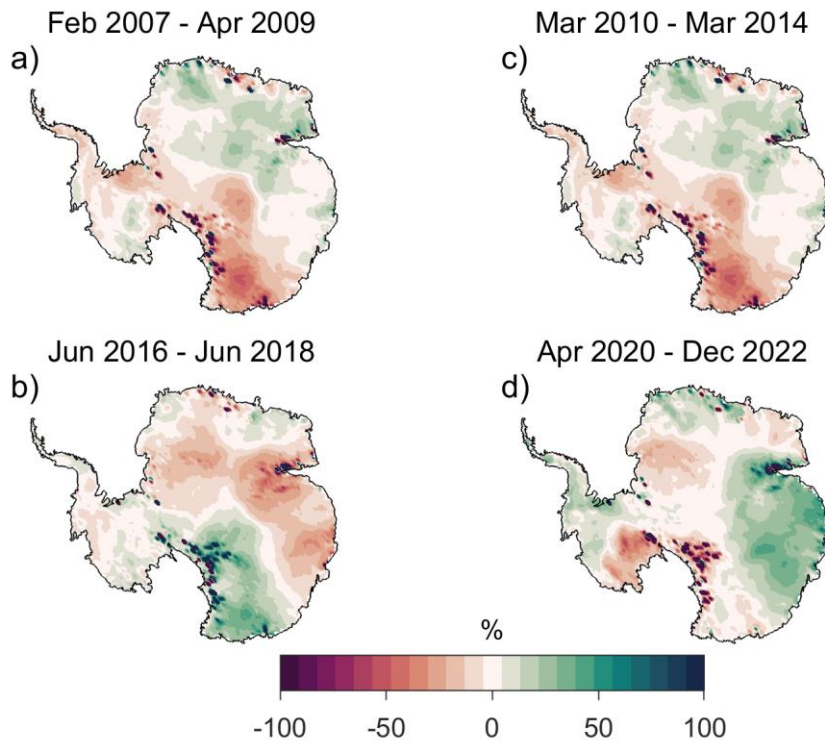 Feb 2007 - Apr 2009
a)
Mar 2010 - Mar 2014
c)
Jun 2016 - Jun 2018
b)
Apr 2020 - Dec 2022
d)
%
-100 -50 0 50 100